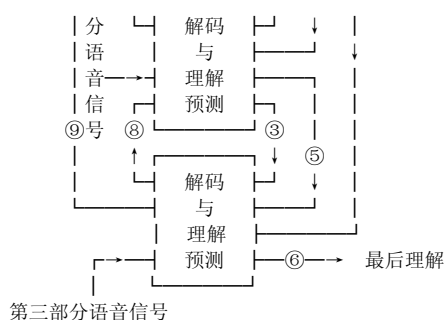 分 解码
语 与
音 理解
信 预测
⑨ 号 ⑧ ③
⑤
解码
与
理解
预测 ⑥ 最后理解
第三部分语音信号